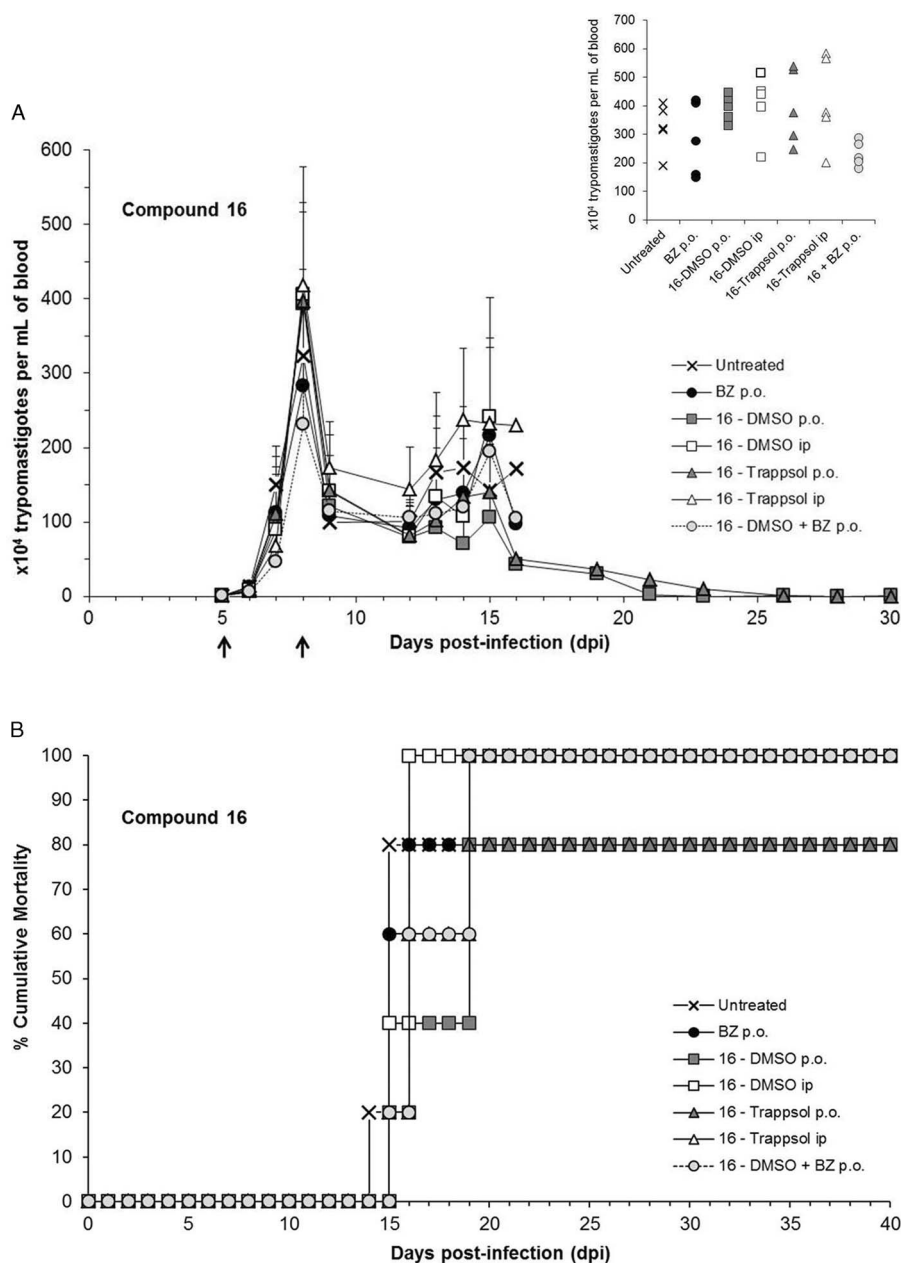 A
Compound 16
x10⁴ trypomastigotes per mL of blood
600
500
400
300
200
100
0
0 5 10 15 20 25 30
Days post-infection (dpi)
x10⁴ trypomastigotes per mL of blood
700
600
500
400
300
200
100
0
Untreated
BZ p.o.
16-DMSO p.o.
16-DMSO ip
16-Trappsol p.o.
16-Trappsol ip
16 + BZ p.o.
Untreated
BZ p.o.
16 - DMSO p.o.
16 - DMSO ip
16 - Trappsol p.o.
16 - Trappsol ip
16 - DMSO + BZ p.o.
B
Compound 16
% Cumulative Mortality
100
90
80
70
60
50
40
30
20
10
0
0 5 10 15 20 25 30 35 40
Days post-infection (dpi)
Untreated
BZ p.o.
16 - DMSO p.o.
16 - DMSO ip
16 - Trappsol p.o.
16 - Trappsol ip
16 - DMSO + BZ p.o.